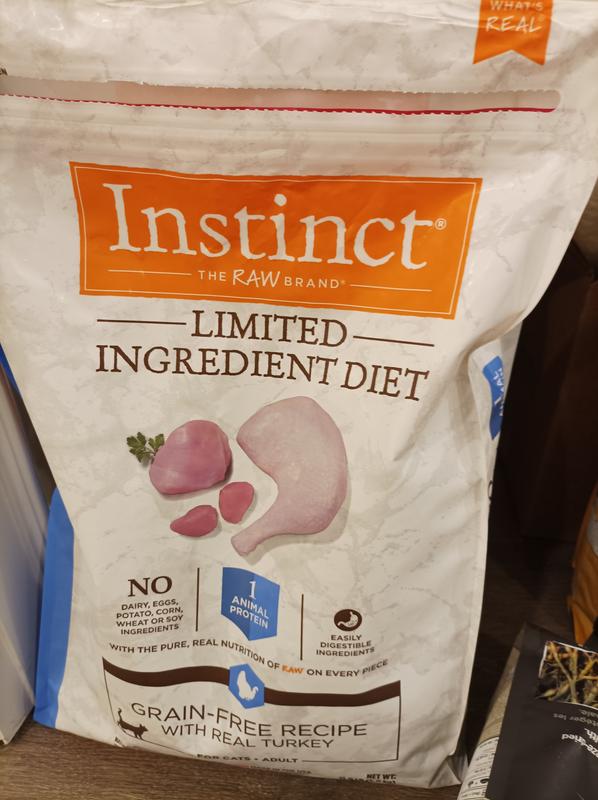 WHAT'S
REAL
Instinct®
THE RAW BRAND®
LIMITED
INGREDIENT DIET
NO
DAIRY, EGGS,
POTATO, CORN,
WHEAT OR SOY
INGREDIENTS
1
ANIMAL
PROTEIN
EASILY
DIGESTIBLE
INGREDIENTS
WITH THE PURE, REAL NUTRITION OF RAW ON EVERY PIECE
GRAIN-FREE RECIPE
WITH REAL TURKEY
FOR CATS • ADULT
NET WT: